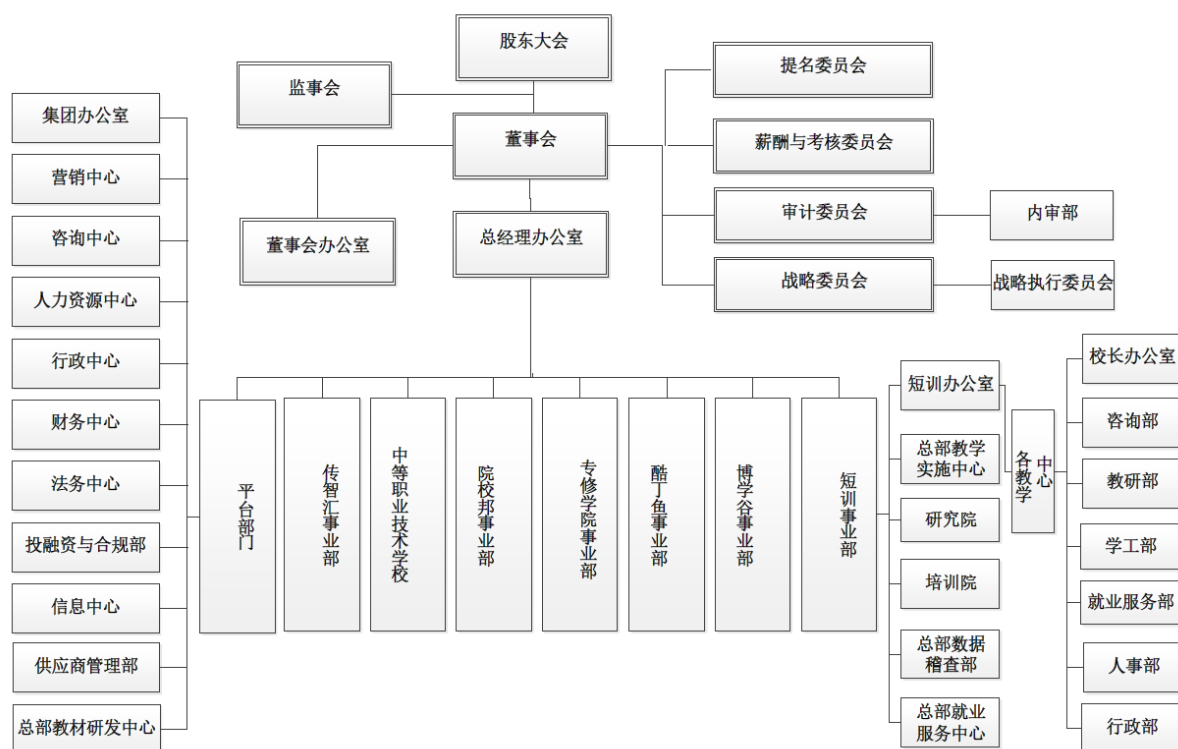 股东大会
监事会
董事会
董事会办公室
总经理办公室
提名委员会
薪酬与考核委员会
审计委员会
内审部
战略委员会
战略执行委员会
集团办公室
营销中心
咨询中心
人力资源中心
行政中心
财务中心
法务中心
投融资与合规部
信息中心
供应商管理部
总部教材研发中心
平台部门
传智汇事业部
中等职业技术学校
院校邦事业部
专修学院事业部
酷丁鱼事业部
博学谷事业部
短训事业部
短训办公室
总部教学
实施中心
研究院
培训院
总部数据
稽查部
总部就业
服务中心
各教学
中心
校长办公室
咨询部
教研部
学工部
就业服务部
人事部
行政部